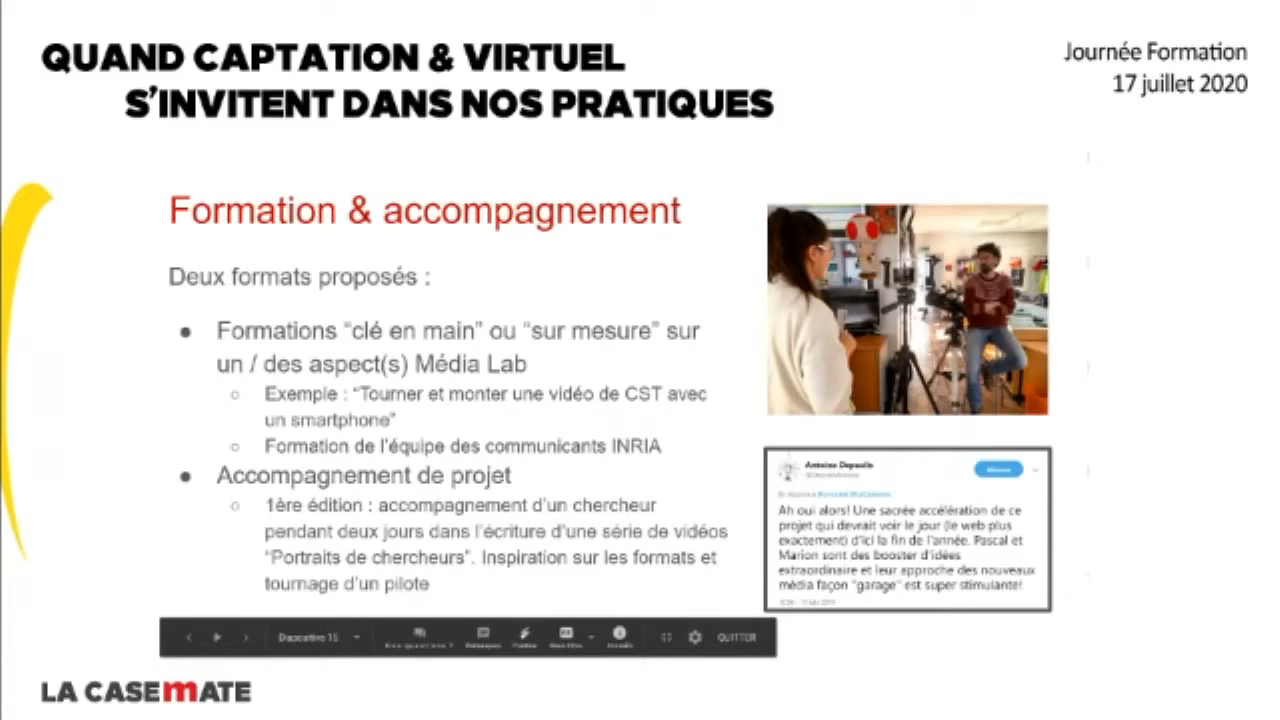 QUAND CAPTATION & VIRTUEL
S'INVITENT DANS NOS PRATIQUES
Journée Formation
17 juillet 2020
Formation & accompagnement
Deux formats proposés :
● Formations “clé en main” ou “sur mesure” sur
un / des aspect(s) Média Lab
○ Exemple : “Tourner et monter une vidéo de CST avec
un smartphone”
○ Formation de l’équipe des communicants INRIA
● Accompagnement de projet
○ 1ère édition : accompagnement d’un chercheur
pendant deux jours dans l’écriture d’une série de vidéos
“Portraits de chercheurs”. Inspiration sur les formats et
tournage d’un pilote
Antoine
Ah oui alors! Une sacrée accélération de ce
projet qui devrait voir le jour (le web plus
exactement) d'ici la fin de l'année. Pascal et
Marion sont des booster d'idées
extraordinaire et leur approche des nouveaux
média façon "garage" est super stimulante!
Diapositive 15
QUITTER
LA CASEMATE